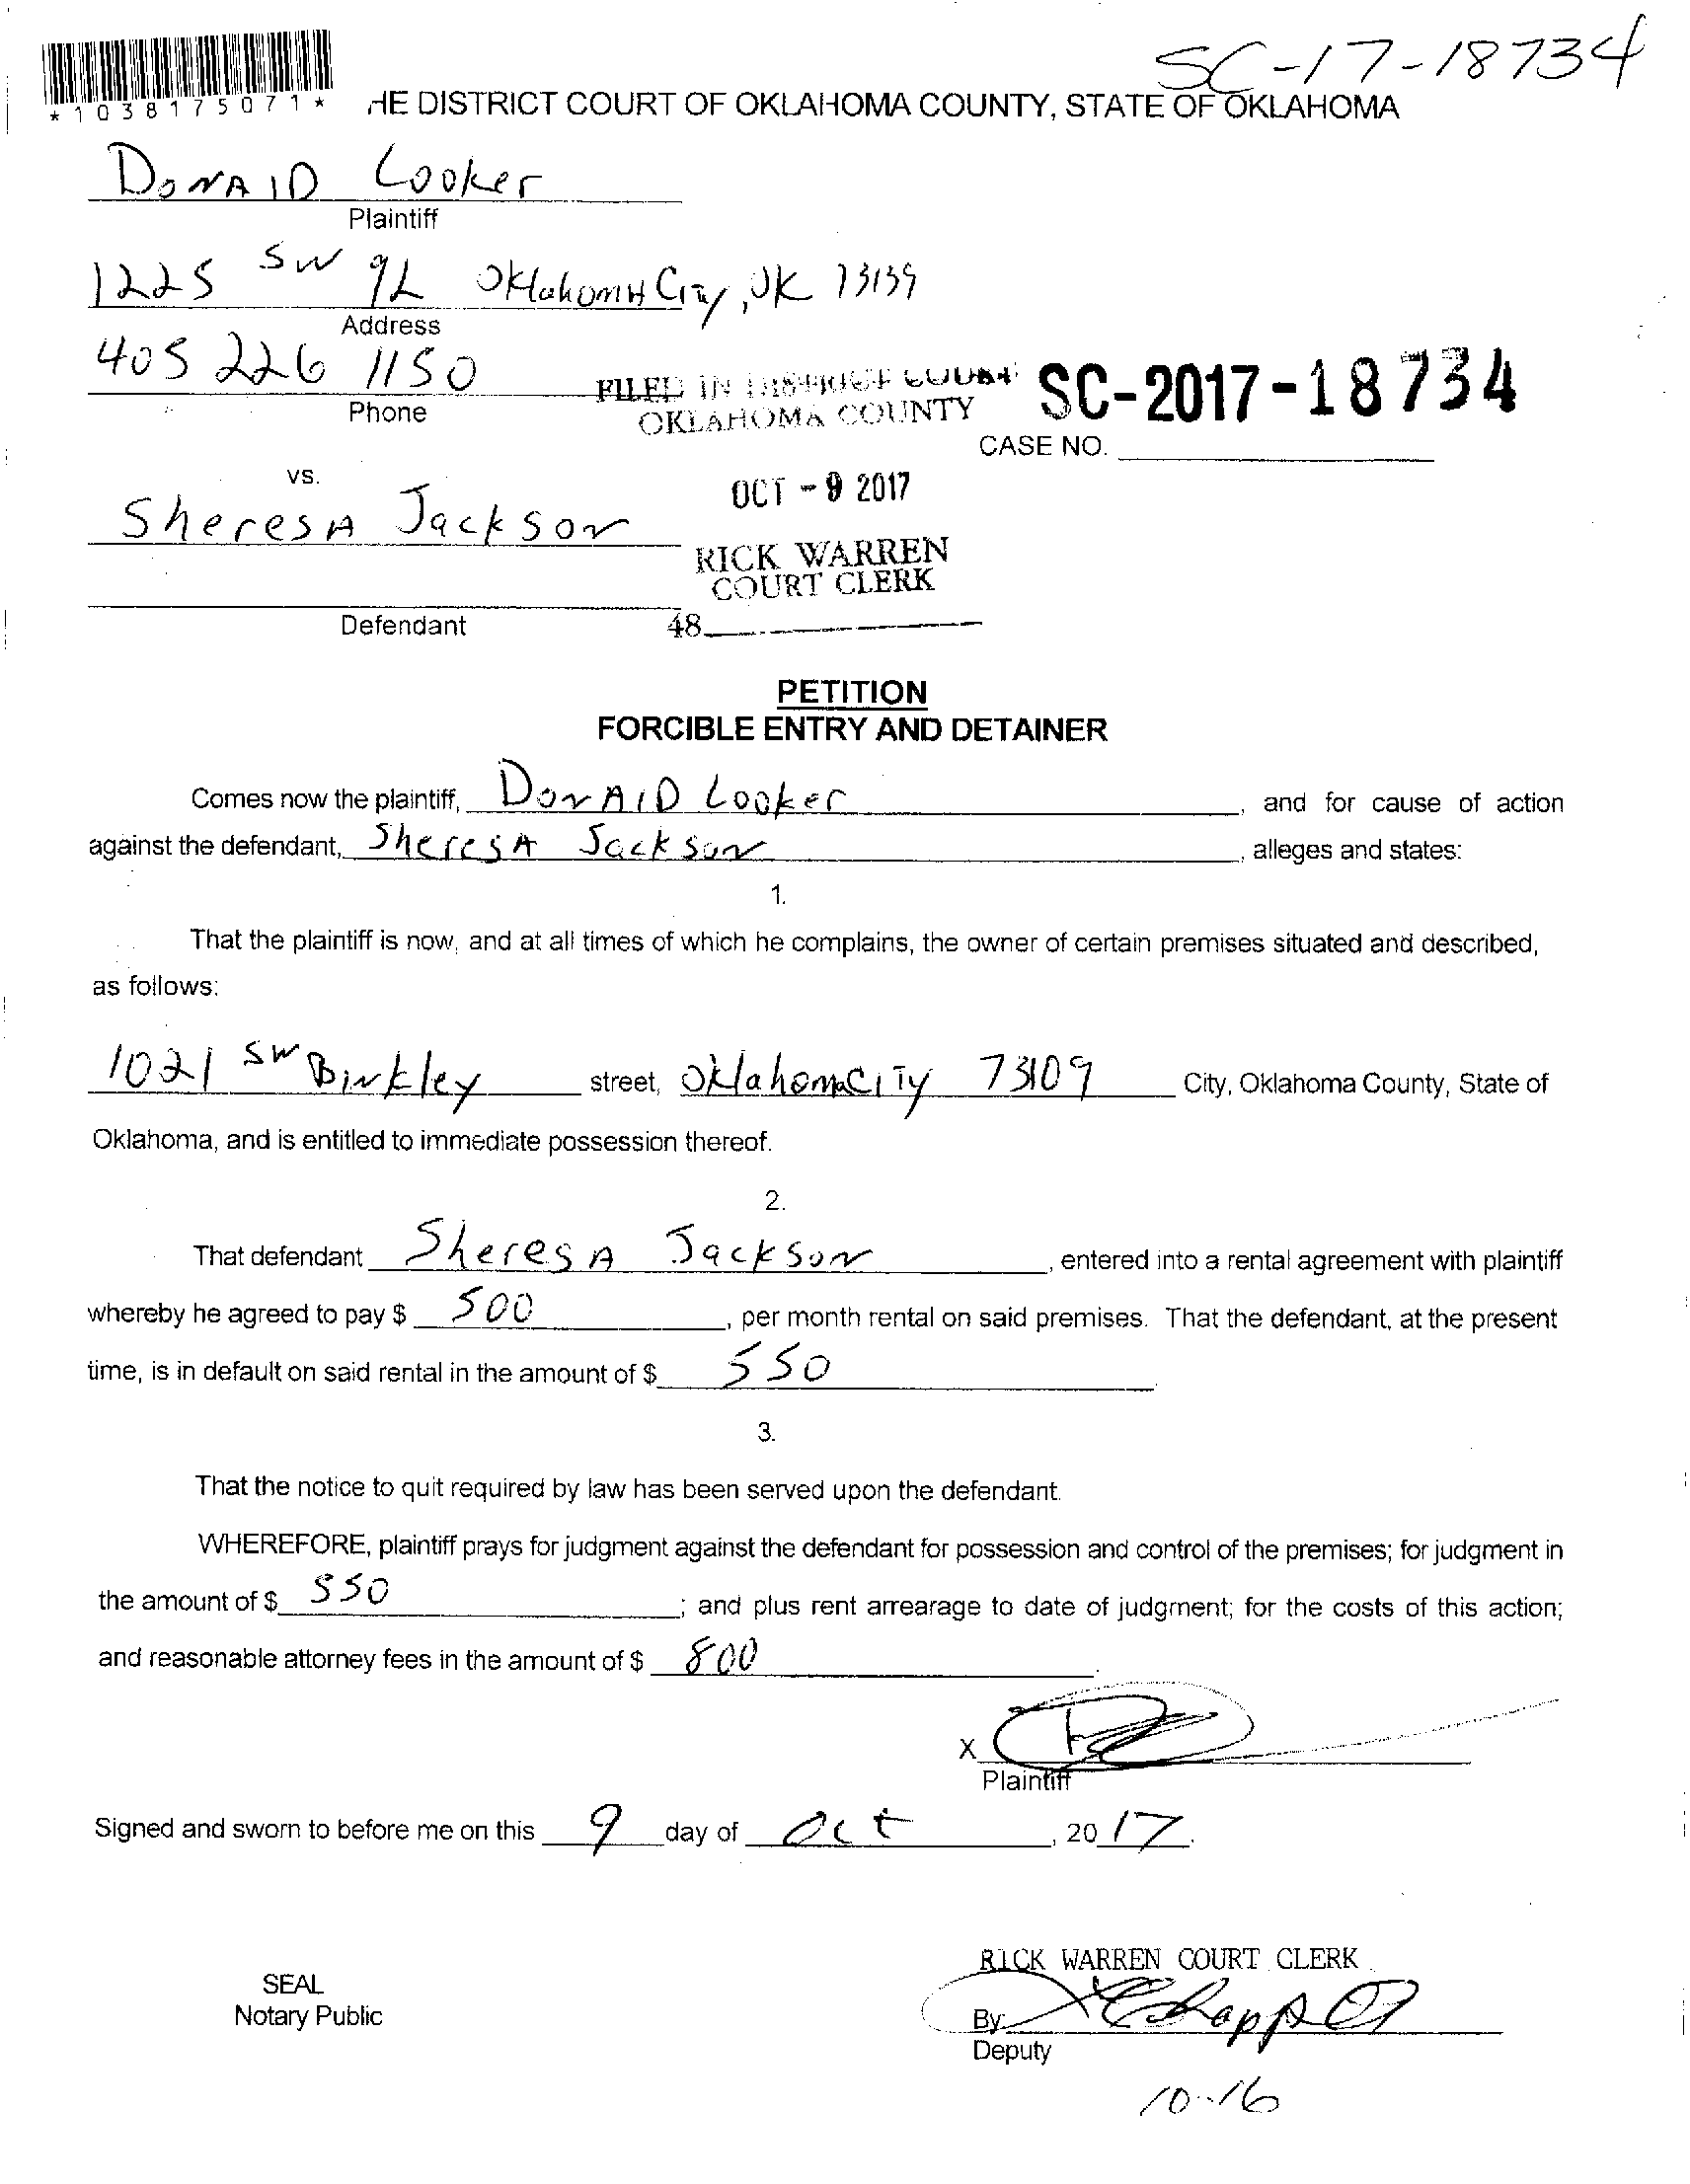 SC-17-18734
*1038175071*
HE DISTRICT COURT OF OKLAHOMA COUNTY, STATE OF OKLAHOMA
DONAlD Looker
Plaintiff
1225 SW 92 OklahomA City, OK 73139
Address
405 226 1150
Phone
FILED IN DISTRICT COURT
OKLAHOMA COUNTY
SC-2017-18734
CASE NO.
vs.
OCT - 9 2017
SheresA Jackson
RICK WARREN
COURT CLERK
Defendant
48
PETITION
FORCIBLE ENTRY AND DETAINER
Comes now the plaintiff, DonAlD Looker, and for cause of action
against the defendant, SheresA Jackson, alleges and states:
1.
That the plaintiff is now, and at all times of which he complains, the owner of certain premises situated and described,
as follows:
1021 SW Binkley street, OklahomaCity 73109 City, Oklahoma County, State of
Oklahoma, and is entitled to immediate possession thereof.
2.
That defendant SheresA Jackson, entered into a rental agreement with plaintiff
whereby he agreed to pay $ 500, per month rental on said premises. That the defendant, at the present
time, is in default on said rental in the amount of $ 550
3.
That the notice to quit required by law has been served upon the defendant.
WHEREFORE, plaintiff prays for judgment against the defendant for possession and control of the premises; for judgment in
the amount of $ 550; and plus rent arrearage to date of judgment; for the costs of this action;
and reasonable attorney fees in the amount of $ 800.
X
Plaintiff
Signed and sworn to before me on this 9 day of Oct, 2017.
RICK WARREN COURT CLERK
SEAL
Notary Public
By:
Deputy
10-16